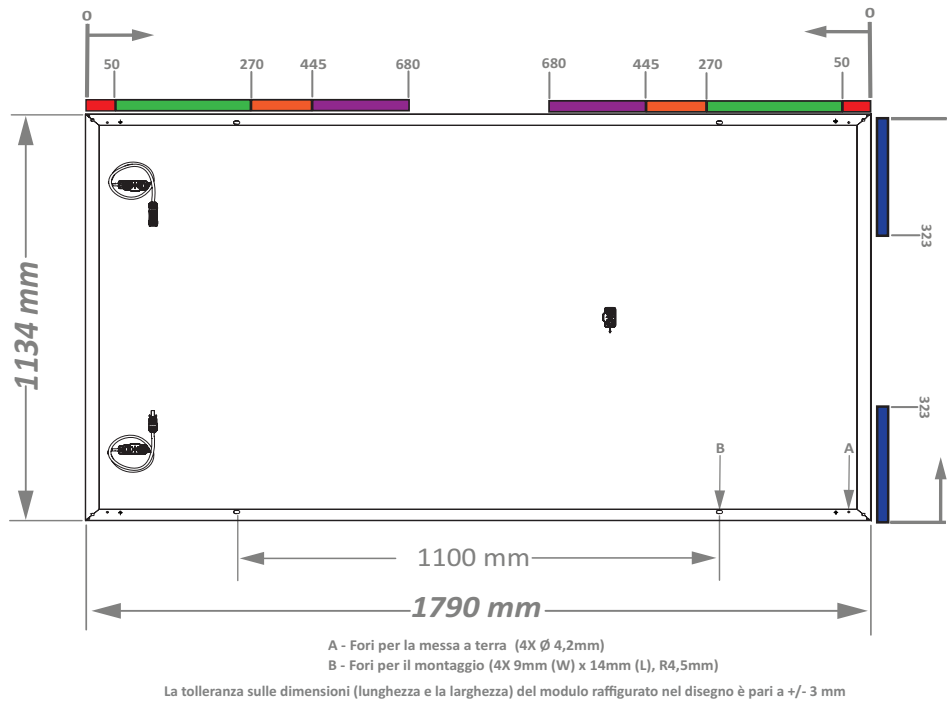 0
0
50
270
445
680
680
445
270
50
323
1134 mm
323
B
A
1100 mm
1790 mm
A - Fori per la messa a terra (4X Ø 4,2mm)
B - Fori per il montaggio (4X 9mm (W) x 14mm (L), R4,5mm)
La tolleranza sulle dimensioni (lunghezza e la larghezza) del modulo raffigurato nel disegno è pari a +/- 3 mm